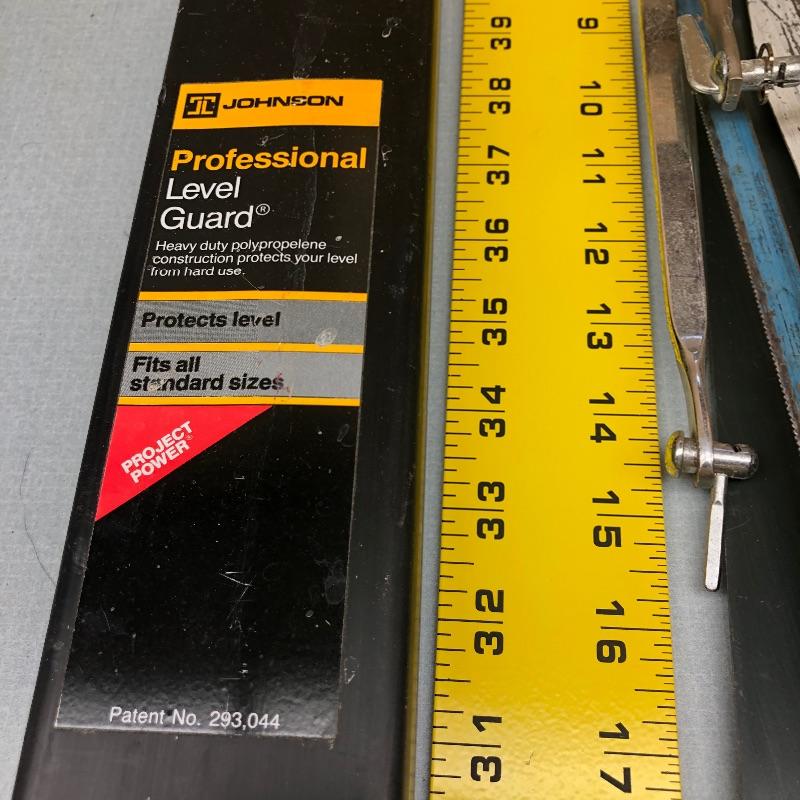 JOHNSON
Professional
Level
Guard®
Heavy duty polypropelene
construction protects your level
from hard use.
Protects level
Fits all
standard sizes
PROJECT
POWER®
Patent No. 293,044
39
38
37
36
35
34
33
32
31
9
10
11
12
13
14
15
16
17